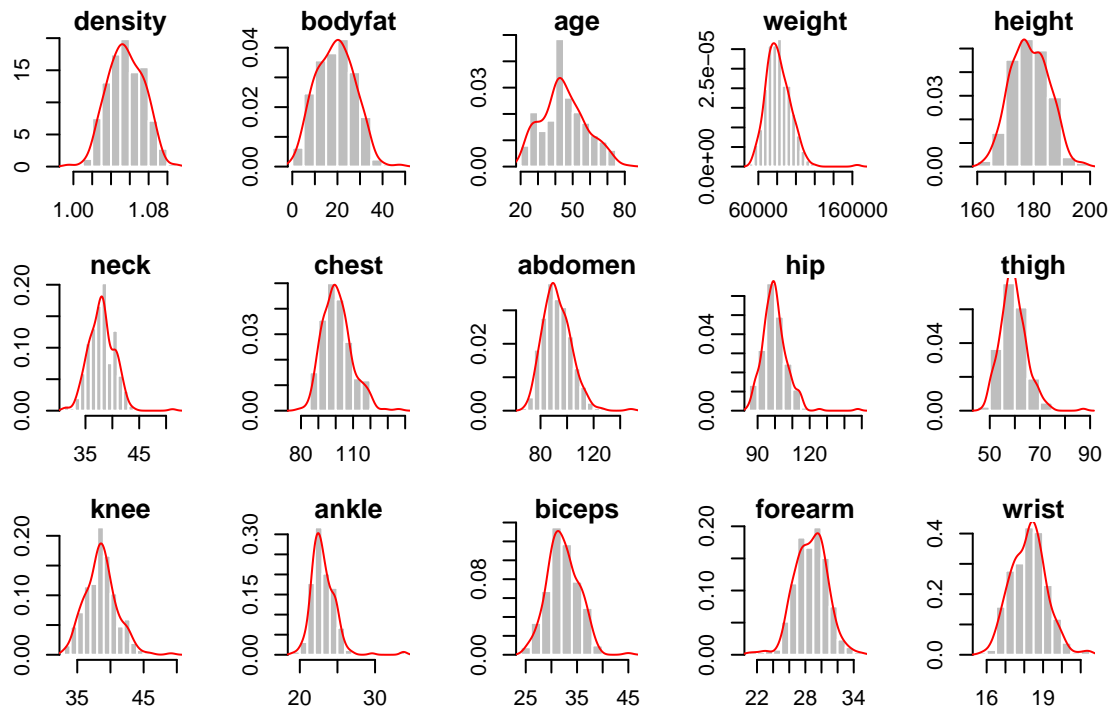 density bodyfat age weight height
0 5 15
1.00 1.08
0.00 0.02 0.04
0 20 40
0.00 0.03
20 50 80
0.0e+00 2.5e-05
60000 160000
0.00 0.03
160 180 200
neck chest abdomen hip thigh
0.00 0.10 0.20
35 45
0.00 0.03
80 110
0.00 0.02
80 120
0.00 0.04
90 120
0.00 0.04
50 70 90
knee ankle biceps forearm wrist
0.00 0.10 0.20
35 45
0.00 0.15 0.30
20 30
0.00 0.08
25 35 45
0.00 0.10 0.20
22 26 30 34
0.0 0.2 0.4
16 19